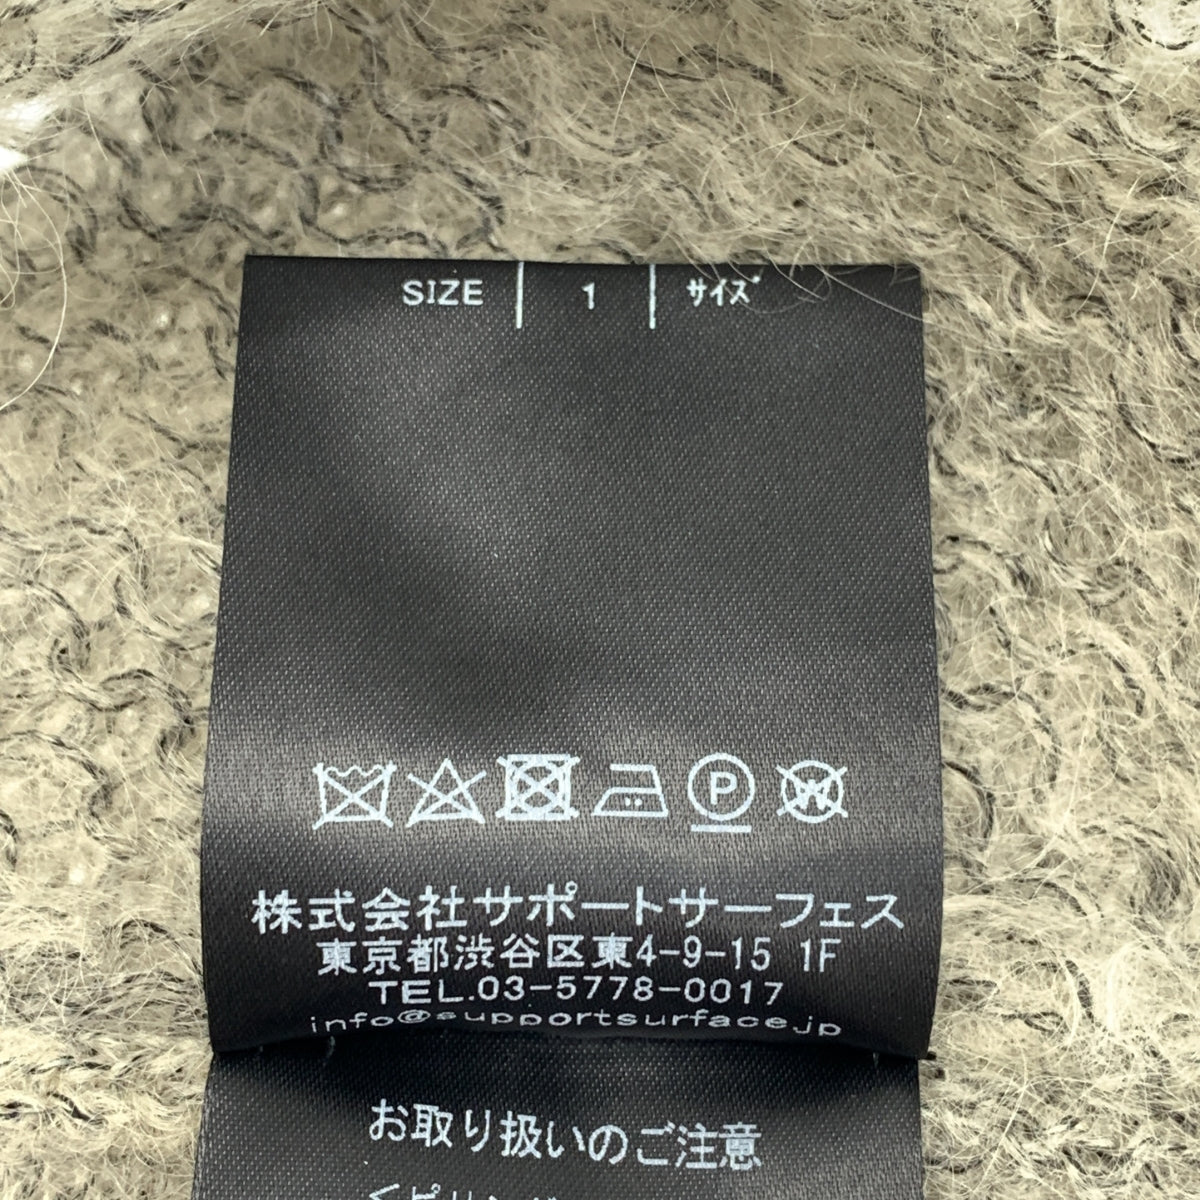 SIZE 1 サイズ
P W
株式会社サポートサーフェス
東京都渋谷区東4-9-15 1F
TEL.03-5778-0017
info@supportsurface.jp
お取り扱いのご注意